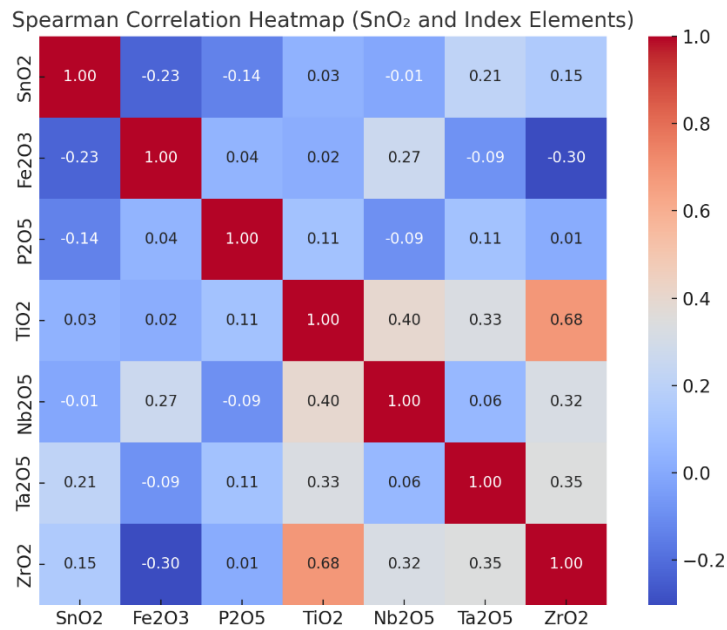 Spearman Correlation Heatmap (SnO₂ and Index Elements)
SnO2 1.00 -0.23 -0.14 0.03 -0.01 0.21 0.15
Fe2O3 -0.23 1.00 0.04 0.02 0.27 -0.09 -0.30
P2O5 -0.14 0.04 1.00 0.11 -0.09 0.11 0.01
TiO2 0.03 0.02 0.11 1.00 0.40 0.33 0.68
Nb2O5 -0.01 0.27 -0.09 0.40 1.00 0.06 0.32
Ta2O5 0.21 -0.09 0.11 0.33 0.06 1.00 0.35
ZrO2 0.15 -0.30 0.01 0.68 0.32 0.35 1.00
SnO2 Fe2O3 P2O5 TiO2 Nb2O5 Ta2O5 ZrO2
1.0
0.8
0.6
0.4
0.2
0.0
−0.2